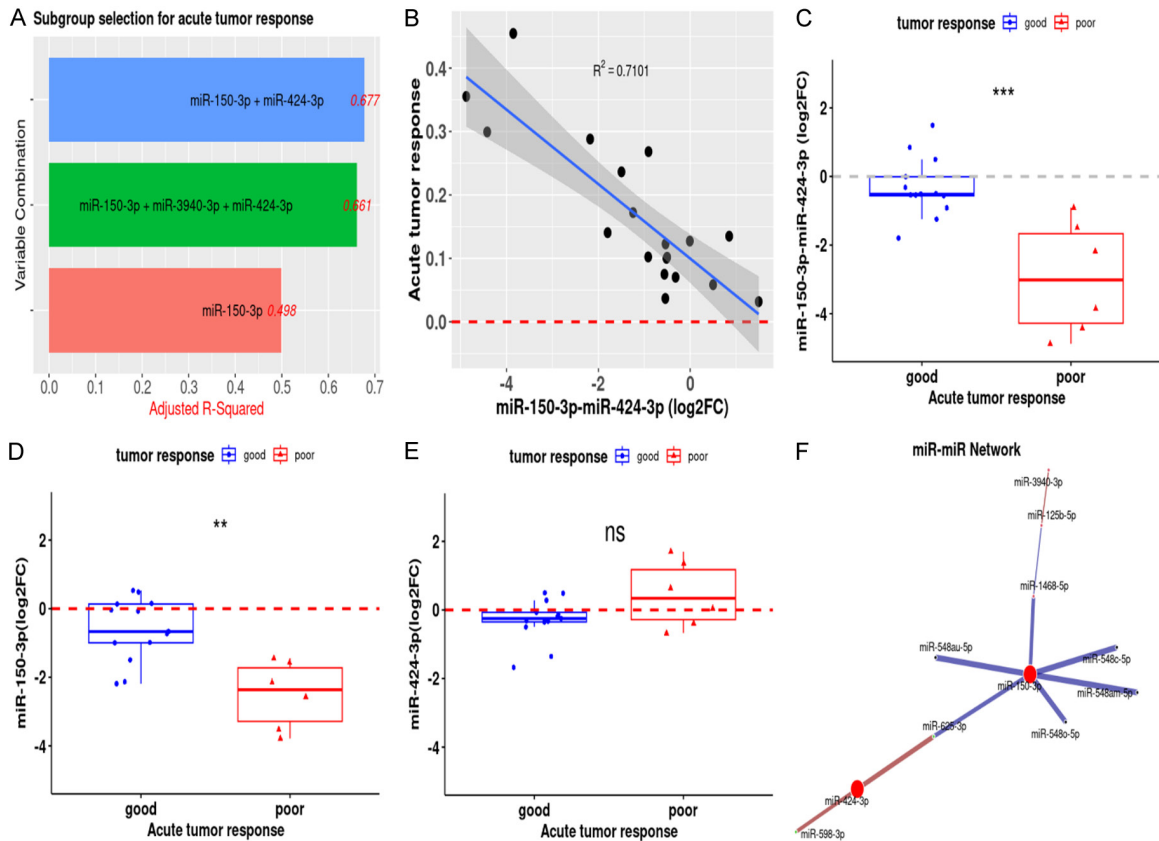 A
Subgroup selection for acute tumor response
Variable Combination
miR-150-3p + miR-424-3p 0.677
miR-150-3p + miR-3940-3p + miR-424-3p 0.661
miR-150-3p 0.498
0.0 0.1 0.2 0.3 0.4 0.5 0.6 0.7
Adjusted R-Squared
B
Acute tumor response
0.4
0.3
0.2
0.1
0.0
R² = 0.7101
-4 -2 0
miR-150-3p-miR-424-3p (log2FC)
C
tumor response good poor
miR-150-3p-miR-424-3p (log2FC)
***
2
0
-2
-4
good poor
Acute tumor response
D
tumor response good poor
miR-150-3p(log2FC)
**
2
0
-2
-4
good poor
Acute tumor response
E
tumor response good poor
miR-424-3p(log2FC)
ns
2
0
-2
-4
good poor
Acute tumor response
F
miR-miR Network
miR-3940-3p
miR-125b-5p
miR-1468-5p
miR-548au-5p
miR-548c-5p
miR-150-3p
miR-548am-5p
miR-625-3p
miR-548o-5p
miR-424-3p
miR-598-3p